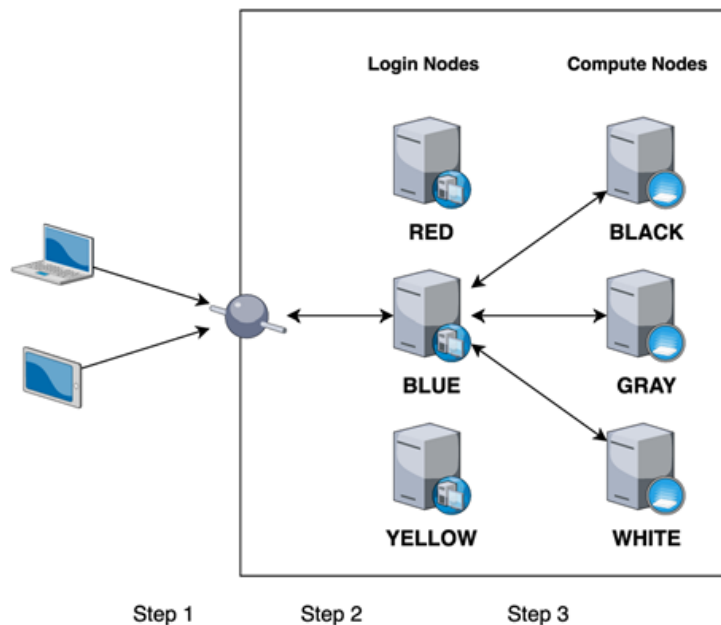 Login Nodes
Compute Nodes
RED
BLACK
BLUE
GRAY
YELLOW
WHITE
Step 1
Step 2
Step 3